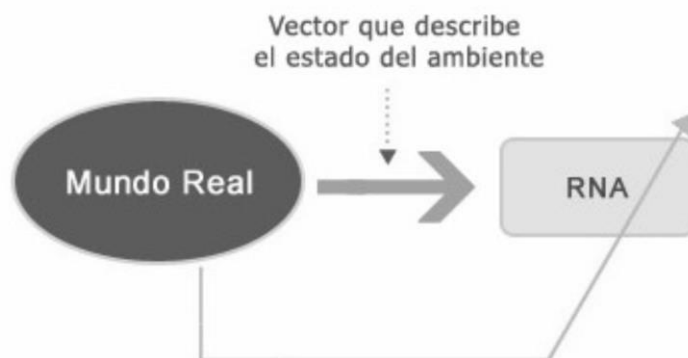 Vector que describe
el estado del ambiente
Mundo Real
RNA